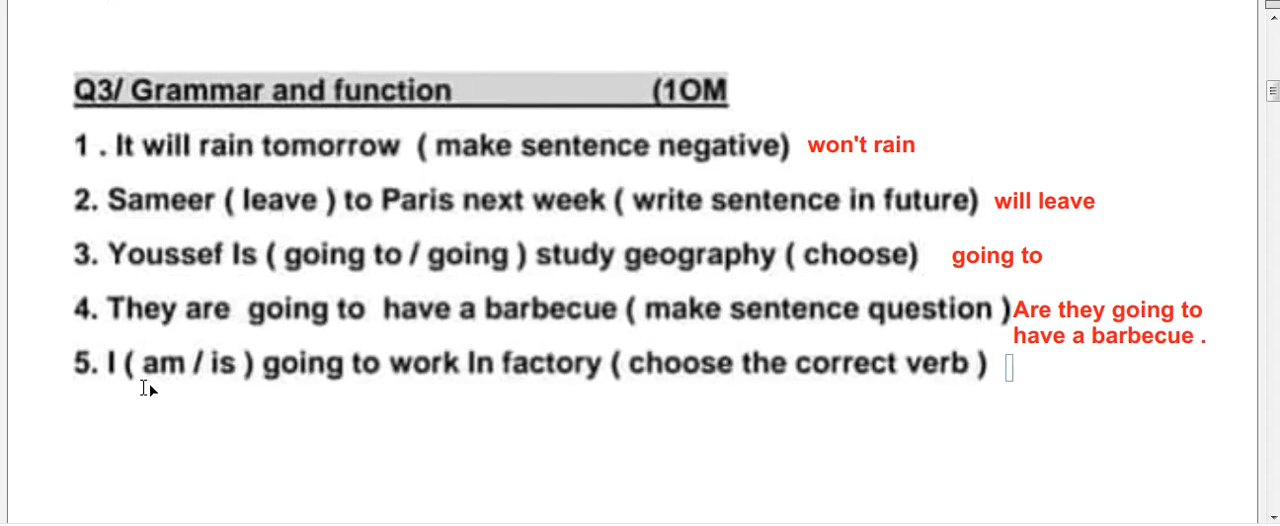 Q3/ Grammar and function (1OM
1 . It will rain tomorrow ( make sentence negative) won't rain
2. Sameer ( leave ) to Paris next week ( write sentence in future) will leave
3. Youssef Is ( going to / going ) study geography ( choose) going to
4. They are going to have a barbecue ( make sentence question ) Are they going to
have a barbecue .
5. I ( am / is ) going to work In factory ( choose the correct verb )